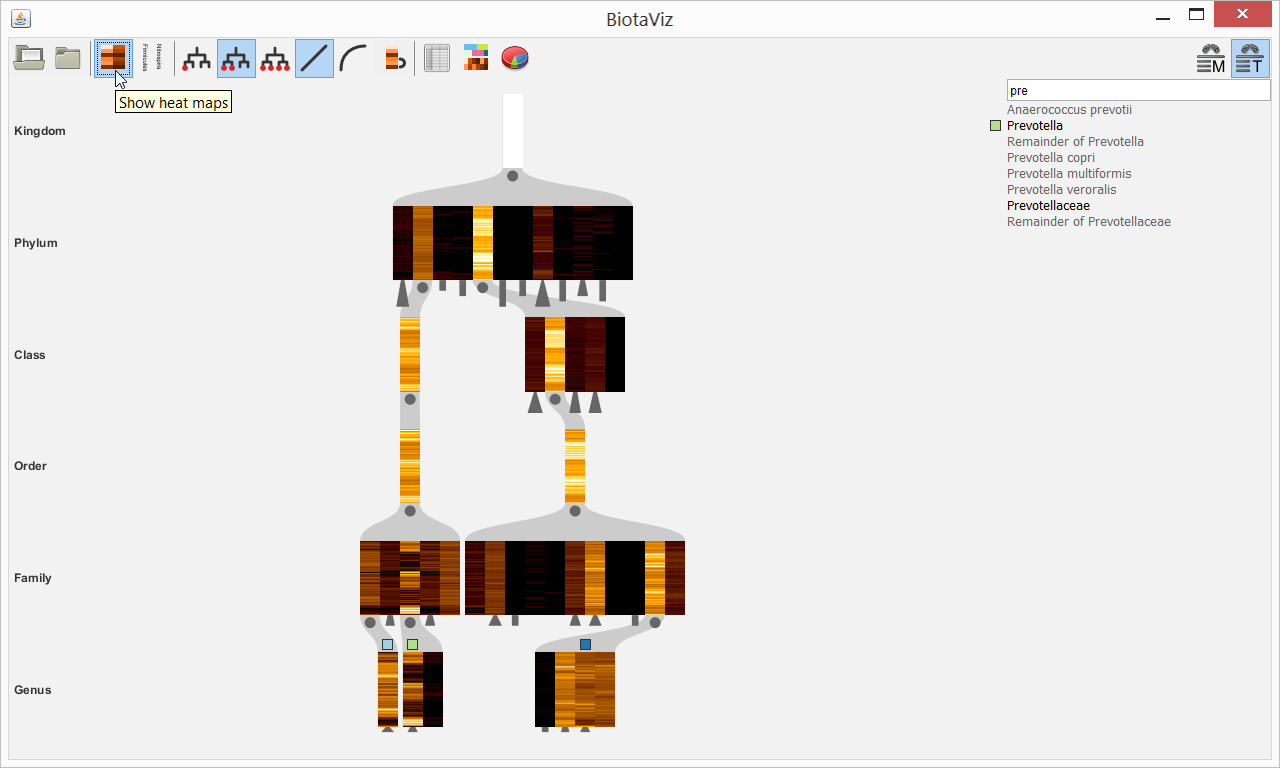 BiotaViz
Firmicutes
Nitrospira
M
T
Show heat maps
pre
Anaerococcus prevotii
Prevotella
Remainder of Prevotella
Prevotella copri
Prevotella multiformis
Prevotella veroralis
Prevotellaceae
Remainder of Prevotellaceae
Kingdom
Phylum
Class
Order
Family
Genus